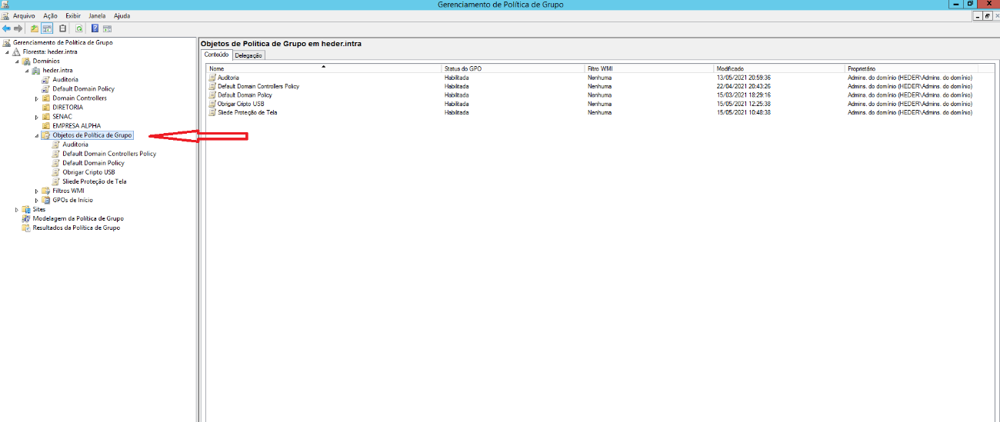 Gerenciamento de Política de Grupo
Arquivo Ação Exibir Janela Ajuda
Gerenciamento de Política de Grupo
Floresta: heder.intra
Domínios
heder.intra
Auditoria
Default Domain Policy
Domain Controllers
DIRETORIA
SENAC
EMPRESA ALPHA
Objetos de Política de Grupo
Auditoria
Default Domain Controllers Policy
Default Domain Policy
Obrigar Cripto USB
Sliede Proteção de Tela
Filtros WMI
GPOs de Início
Sites
Modelagem da Política de Grupo
Resultados da Política de Grupo
Objetos de Política de Grupo em heder.intra
Conteúdo Delegação
Nome Status do GPO Filtro WMI Modificado Proprietário
Auditoria Habilitada Nenhuma 13/05/2021 20:59:36 Admins. do domínio (HEDER\Admins. do domínio)
Default Domain Controllers Policy Habilitada Nenhuma 22/04/2021 20:43:26 Admins. do domínio (HEDER\Admins. do domínio)
Default Domain Policy Habilitada Nenhuma 15/03/2021 18:29:16 Admins. do domínio (HEDER\Admins. do domínio)
Obrigar Cripto USB Habilitada Nenhuma 15/05/2021 12:25:38 Admins. do domínio (HEDER\Admins. do domínio)
Sliede Proteção de Tela Habilitada Nenhuma 15/05/2021 10:48:38 Admins. do domínio (HEDER\Admins. do domínio)